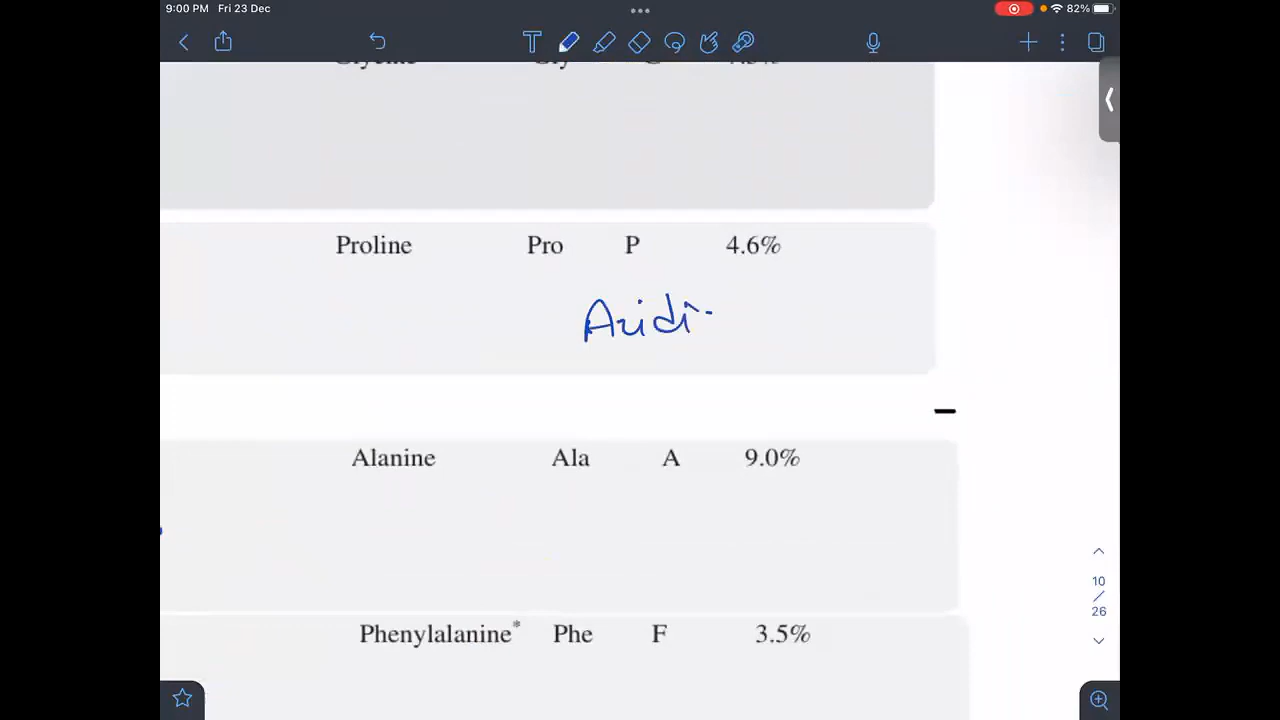 9:00 PM Fri 23 Dec
82%
Proline Pro P 4.6%
Alanine Ala A 9.0%
10
/
26
Phenylalanine* Phe F 3.5%